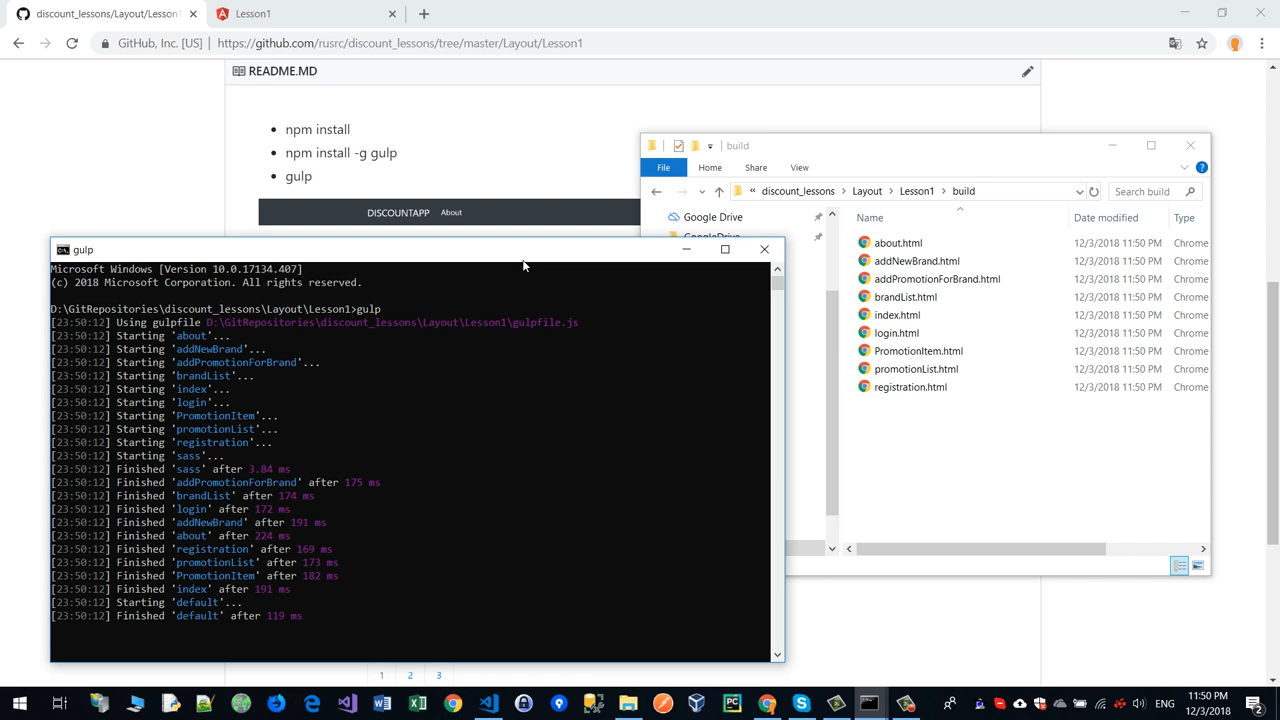 discount_lessons/Layout/Lesson1
Lesson1
GitHub, Inc. [US]
https://github.com/rusrc/discount_lessons/tree/master/Layout/Lesson1
README.MD
npm install
npm install -g gulp
gulp
DISCOUNTAPP About
build
File Home Share View
« discount_lessons › Layout › Lesson1 › build
Search build
Google Drive
GoogleDrive
Name Date modified Type
about.html 12/3/2018 11:50 PM Chrome
addNewBrand.html 12/3/2018 11:50 PM Chrome
addPromotionForBrand.html 12/3/2018 11:50 PM Chrome
brandList.html 12/3/2018 11:50 PM Chrome
index.html 12/3/2018 11:50 PM Chrome
login.html 12/3/2018 11:50 PM Chrome
PromotionItem.html 12/3/2018 11:50 PM Chrome
promotionList.html 12/3/2018 11:50 PM Chrome
registration.html 12/3/2018 11:50 PM Chrome
gulp
Microsoft Windows [Version 10.0.17134.407]
(c) 2018 Microsoft Corporation. All rights reserved.
D:\GitRepositories\discount_lessons\Layout\Lesson1>gulp
[23:50:12] Using gulpfile D:\GitRepositories\discount_lessons\Layout\Lesson1\gulpfile.js
[23:50:12] Starting 'about'...
[23:50:12] Starting 'addNewBrand'...
[23:50:12] Starting 'addPromotionForBrand'...
[23:50:12] Starting 'brandList'...
[23:50:12] Starting 'index'...
[23:50:12] Starting 'login'...
[23:50:12] Starting 'PromotionItem'...
[23:50:12] Starting 'promotionList'...
[23:50:12] Starting 'registration'...
[23:50:12] Starting 'sass'...
[23:50:12] Finished 'sass' after 3.84 ms
[23:50:12] Finished 'addPromotionForBrand' after 175 ms
[23:50:12] Finished 'brandList' after 174 ms
[23:50:12] Finished 'login' after 172 ms
[23:50:12] Finished 'addNewBrand' after 191 ms
[23:50:12] Finished 'about' after 224 ms
[23:50:12] Finished 'registration' after 169 ms
[23:50:12] Finished 'promotionList' after 173 ms
[23:50:12] Finished 'PromotionItem' after 182 ms
[23:50:12] Finished 'index' after 191 ms
[23:50:12] Starting 'default'...
[23:50:12] Finished 'default' after 119 ms
1 2 3
ENG
11:50 PM
12/3/2018
2